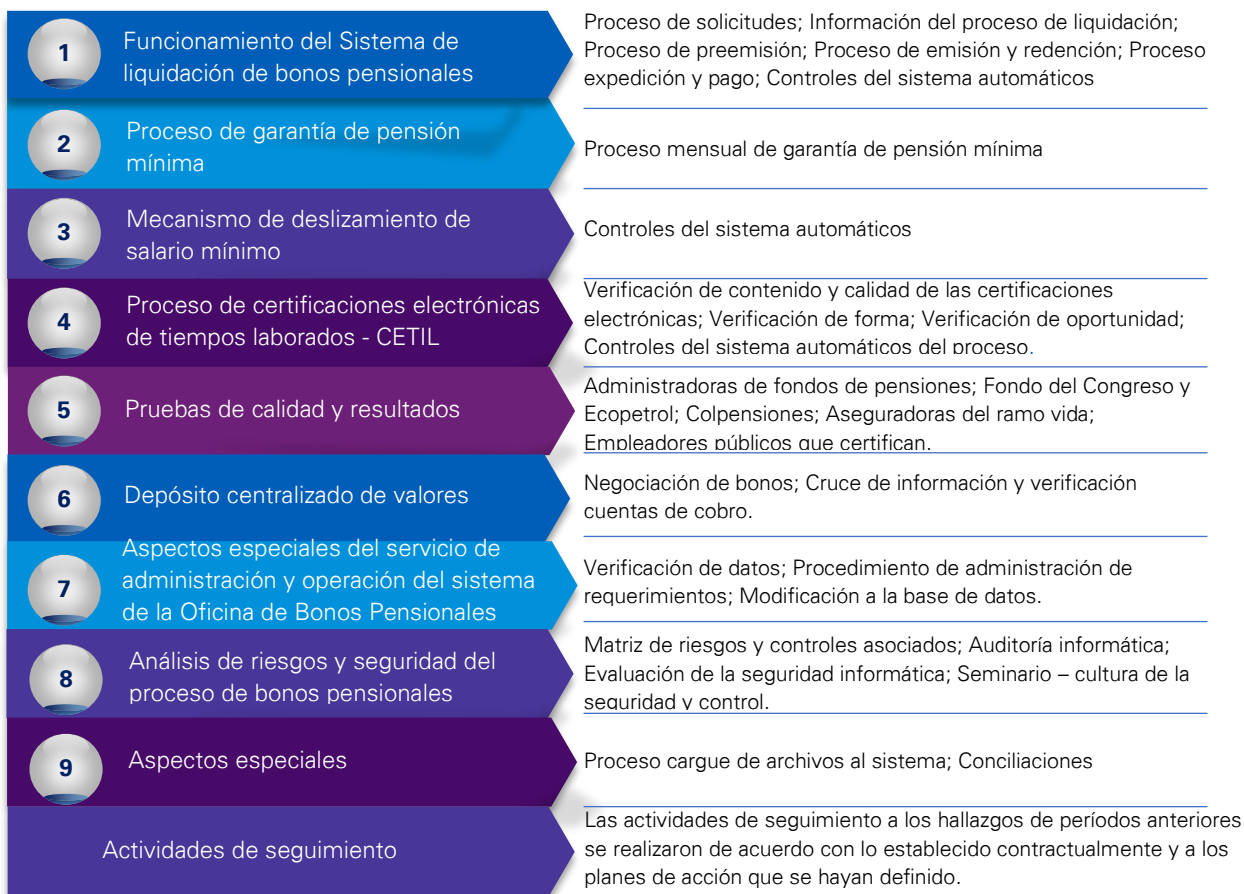 1
Funcionamiento del Sistema de
liquidación de bonos pensionales
Proceso de solicitudes; Información del proceso de liquidación;
Proceso de preemisión; Proceso de emisión y redención; Proceso
expedición y pago; Controles del sistema automáticos
2
Proceso de garantía de pensión
mínima
Proceso mensual de garantía de pensión mínima
3
Mecanismo de deslizamiento de
salario mínimo
Controles del sistema automáticos
4
Proceso de certificaciones electrónicas
de tiempos laborados - CETIL
Verificación de contenido y calidad de las certificaciones
electrónicas; Verificación de forma; Verificación de oportunidad;
Controles del sistema automáticos del proceso.
5
Pruebas de calidad y resultados
Administradoras de fondos de pensiones; Fondo del Congreso y
Ecopetrol; Colpensiones; Aseguradoras del ramo vida;
Empleadores públicos que certifican.
6
Depósito centralizado de valores
Negociación de bonos; Cruce de información y verificación
cuentas de cobro.
7
Aspectos especiales del servicio de
administración y operación del sistema
de la Oficina de Bonos Pensionales
Verificación de datos; Procedimiento de administración de
requerimientos; Modificación a la base de datos.
8
Análisis de riesgos y seguridad del
proceso de bonos pensionales
Matriz de riesgos y controles asociados; Auditoría informática;
Evaluación de la seguridad informática; Seminario – cultura de la
seguridad y control.
9
Aspectos especiales
Proceso cargue de archivos al sistema; Conciliaciones
Actividades de seguimiento
Las actividades de seguimiento a los hallazgos de períodos anteriores
se realizaron de acuerdo con lo establecido contractualmente y a los
planes de acción que se hayan definido.